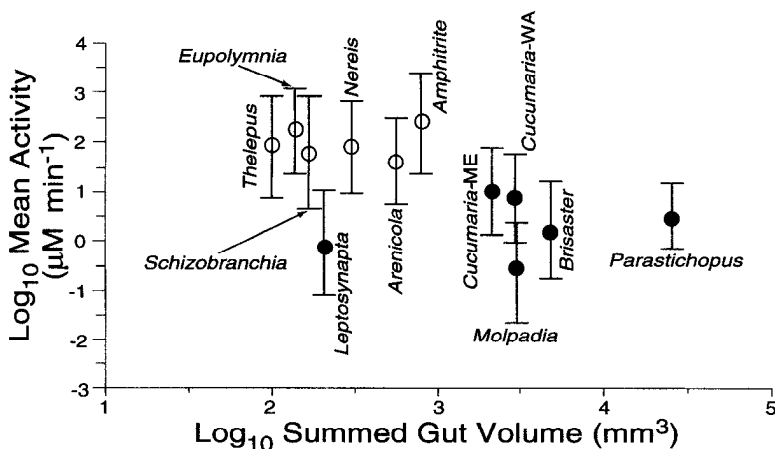 Log10 Mean Activity
(µM min-1)
4
3
2
1
0
-1
-2
-3
Eupolymnia
Thelepus
Schizobranchia
Leptosynapta
Nereis
Arenicola
Amphitrite
Cucumaria-ME
Cucumaria-WA
Molpadia
Brisaster
Parastichopus
1
2
3
4
5
Log10 Summed Gut Volume (mm3)